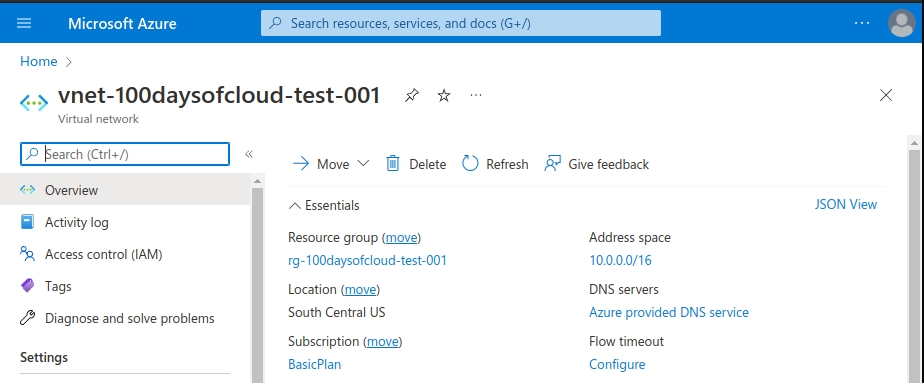 Microsoft Azure
Search resources, services, and docs (G+/)
...
Home >
vnet-100daysofcloud-test-001
...
Virtual network
Search (Ctrl+/)
«
Overview
Activity log
Access control (IAM)
Tags
Diagnose and solve problems
Settings
Move
Delete
Refresh
Give feedback
Essentials
JSON View
Resource group (move)
rg-100daysofcloud-test-001
Location (move)
South Central US
Subscription (move)
BasicPlan
Address space
10.0.0.0/16
DNS servers
Azure provided DNS service
Flow timeout
Configure